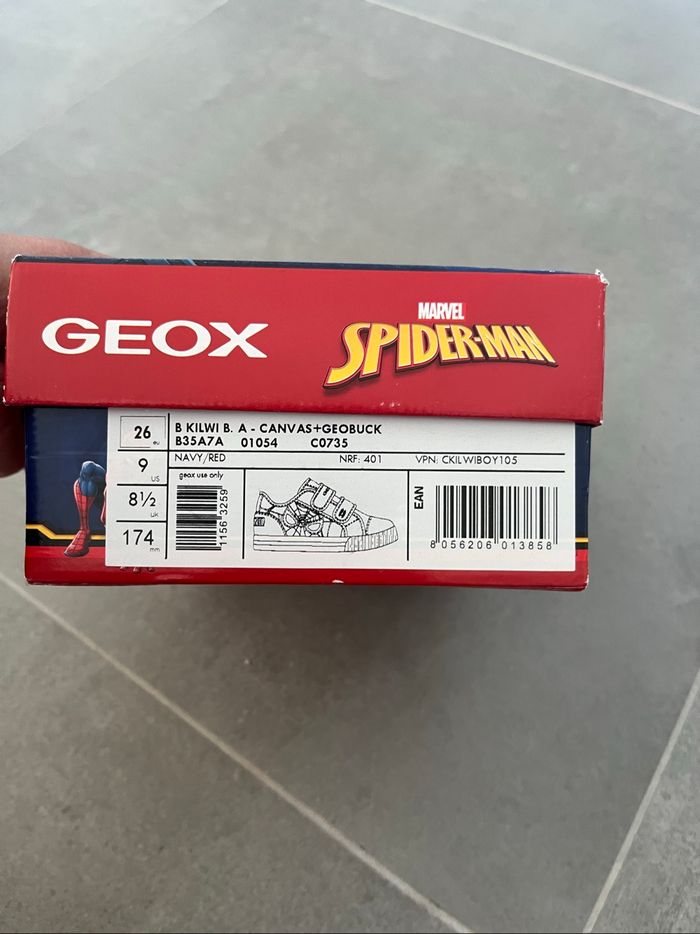 GEOX
MARVEL
SPIDER-MAN
26 eu
9 US
8½ uk
174 mm
B KILWI B. A - CANVAS+GEOBUCK
B35A7A 01054 C0735
NAVY/RED NRF: 401 VPN: CKILWIBOY105
geox use only
1156 3259
EAN
8 056206 013858